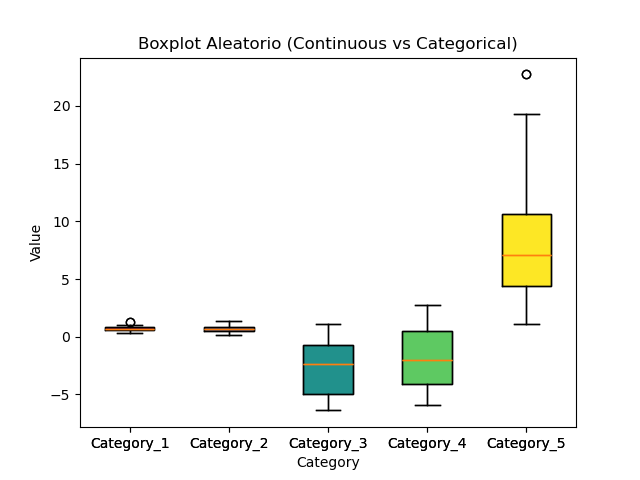 Boxplot Aleatorio (Continuous vs Categorical)
Value
20
15
10
5
0
−5
Category_1 Category_2 Category_3 Category_4 Category_5
Category